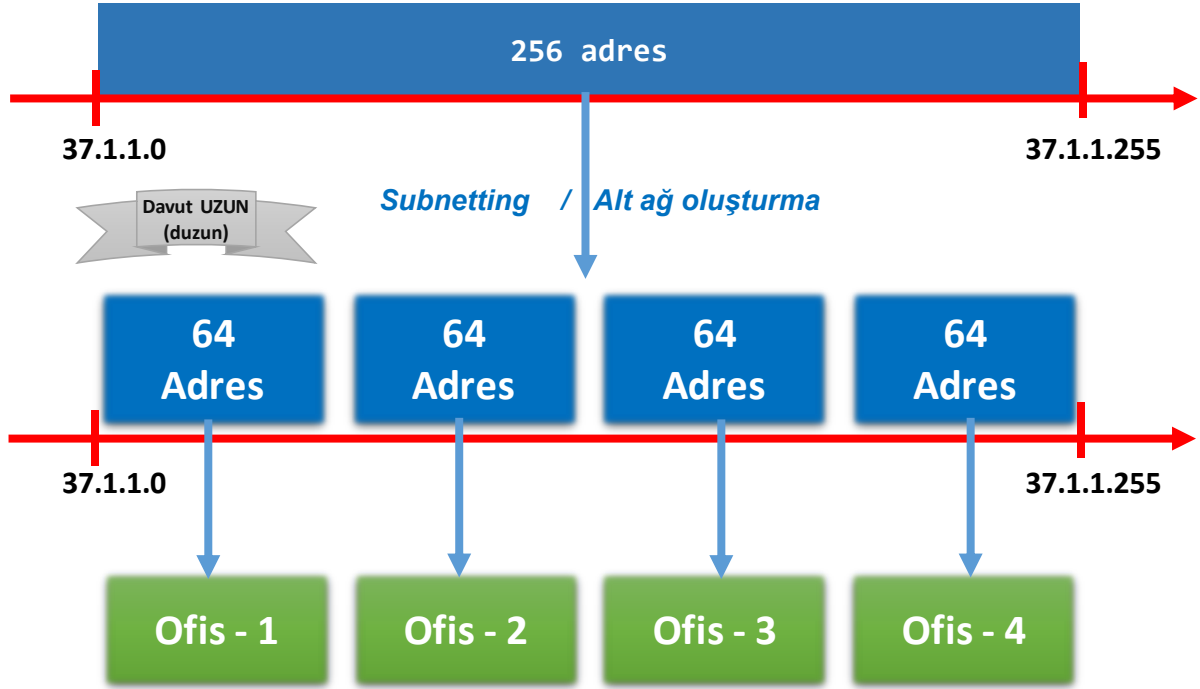 256 adres
37.1.1.0
37.1.1.255
Davut UZUN
(duzun)
Subnetting / Alt ağ oluşturma
64
Adres
64
Adres
64
Adres
64
Adres
37.1.1.0
37.1.1.255
Ofis - 1
Ofis - 2
Ofis - 3
Ofis - 4